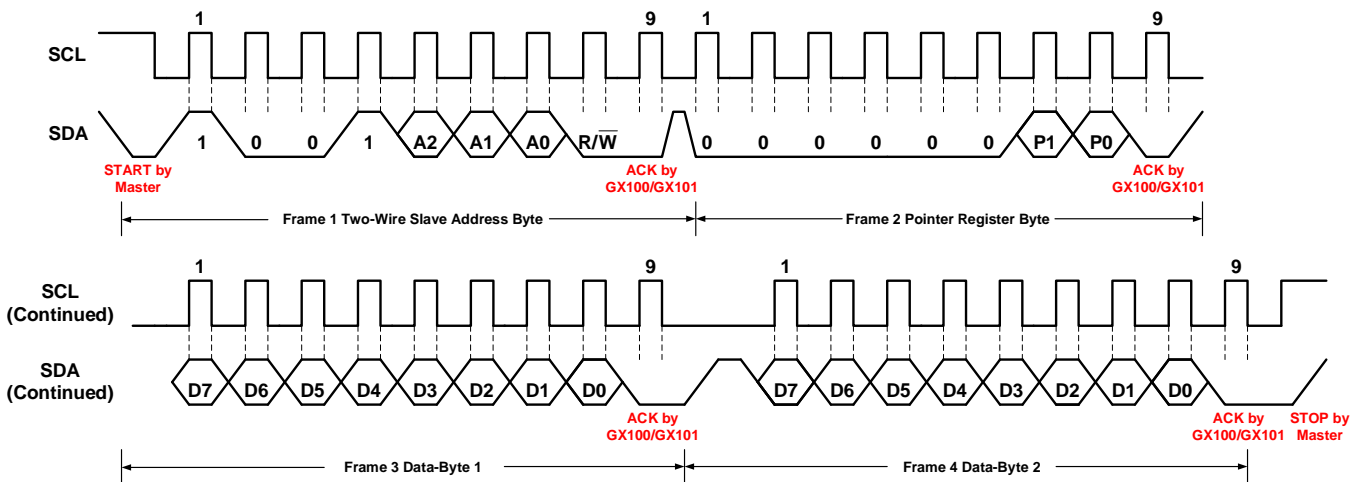 1 9 1 9
SCL
SDA
1 0 0 1 A2 A1 A0 R/W̅ 0 0 0 0 0 0 P1 P0
START by
Master
ACK by
GX100/GX101
ACK by
GX100/GX101
Frame 1 Two-Wire Slave Address Byte
Frame 2 Pointer Register Byte
1 9 1 9
SCL
(Continued)
SDA
(Continued)
D7 D6 D5 D4 D3 D2 D1 D0 D7 D6 D5 D4 D3 D2 D1 D0
ACK by
GX100/GX101
ACK by
GX100/GX101
STOP by
Master
Frame 3 Data-Byte 1
Frame 4 Data-Byte 2